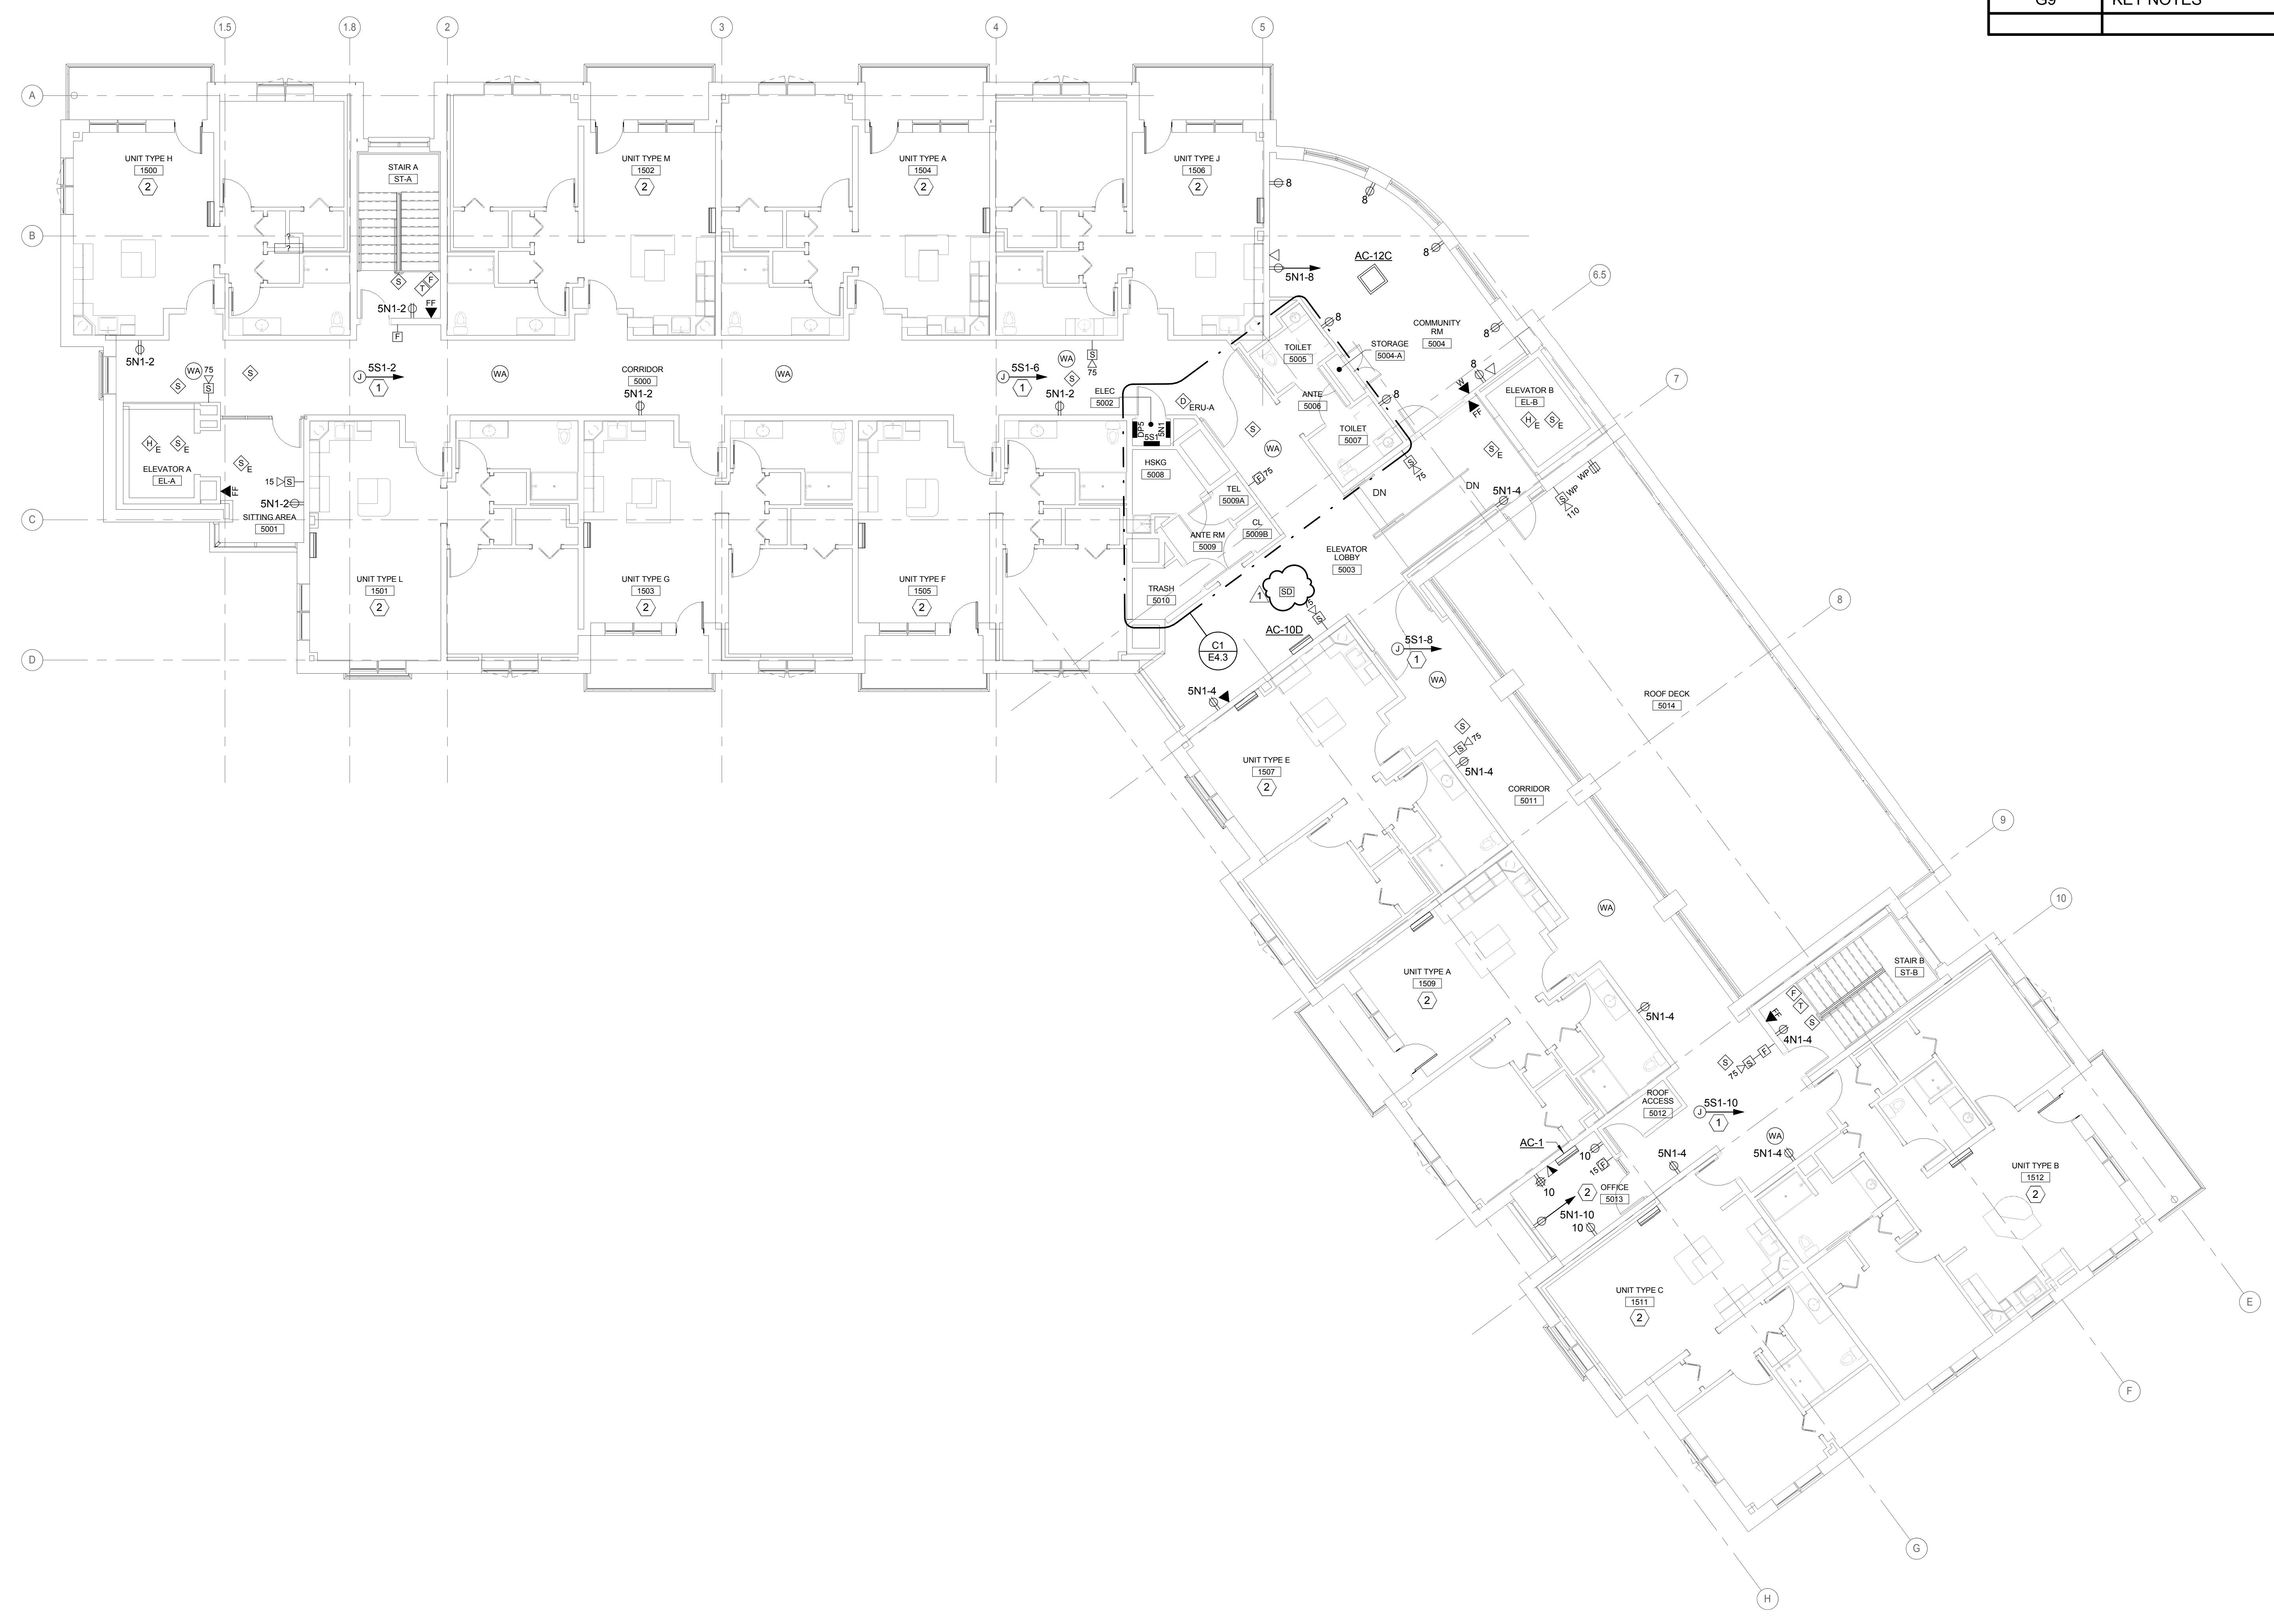 G9 KEY NOTES
1.5
1.8
2
3
4
5
A
B
C
D
6.5
7
8
9
10
E
F
G
H
UNIT TYPE H
1500
2
STAIR A
ST-A
UNIT TYPE M
1502
2
UNIT TYPE A
1504
2
UNIT TYPE J
1506
2
8
8
8
8
8
8
8
5N1-8
AC-12C
COMMUNITY
RM
5004
?
?
S
F
T
FF
5N1-2
F
5N1-2
WA
75
S
S
S
5S1-2
J
1
WA
CORRIDOR
5000
5N1-2
WA
5S1-6
J
1
WA
S
S
75
5N1-2
ELEC
5002
DP5
5S1
5N1
D
ERU-A
S
WA
TOILET
5005
STORAGE
5004-A
ANTE
5006
TOILET
5007
W
FF
ELEVATOR B
EL-B
H
E
S
E
S
E
H
E
S
E
S
E
ELEVATOR A
EL-A
FF
15
S
5N1-2
SITTING AREA
5001
HSKG
5008
TEL
5009A
CL
5009B
ANTE RM
5009
TRASH
5010
F
75
S
75
DN
DN
5N1-4
S
WP
110
WP
ELEVATOR
LOBBY
5003
SD
1
S
AC-10D
C1
E4.3
5S1-8
J
1
WA
UNIT TYPE L
1501
2
UNIT TYPE G
1503
2
UNIT TYPE F
1505
2
5N1-4
ROOF DECK
5014
S
S
75
5N1-4
UNIT TYPE E
1507
2
CORRIDOR
5011
WA
UNIT TYPE A
1509
2
5N1-4
STAIR B
ST-B
F
T
S
FF
4N1-4
S
75
S
F
ROOF
ACCESS
5012
5S1-10
J
1
WA
5N1-4
5N1-4
AC-1
10
15
F
10
2
OFFICE
5013
5N1-10
10
UNIT TYPE B
1512
2
UNIT TYPE C
1511
2